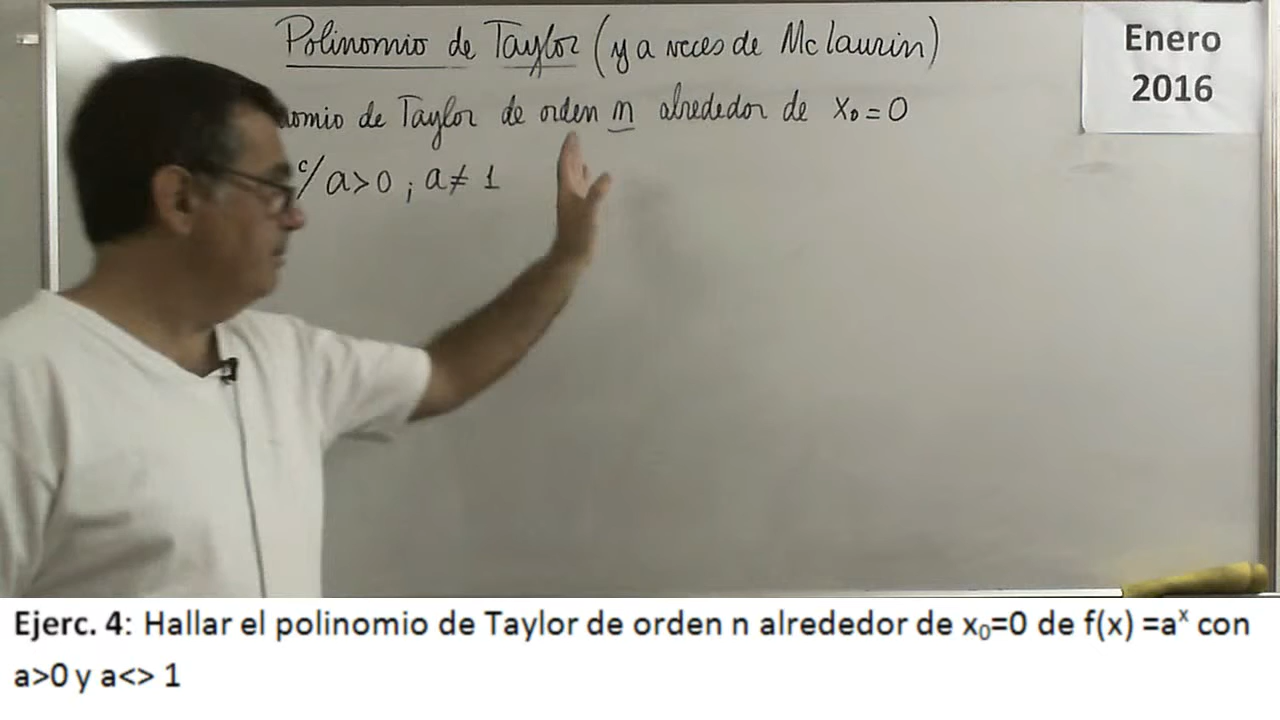 Polinomio de Taylor (y a veces de Mc laurin)
Enero
2016
nomio de Taylor de orden n alrededor de x₀=0
c/ a>0 ; a≠1
Ejerc. 4: Hallar el polinomio de Taylor de orden n alrededor de x₀=0 de f(x) =aˣ con
a>0 y a<> 1